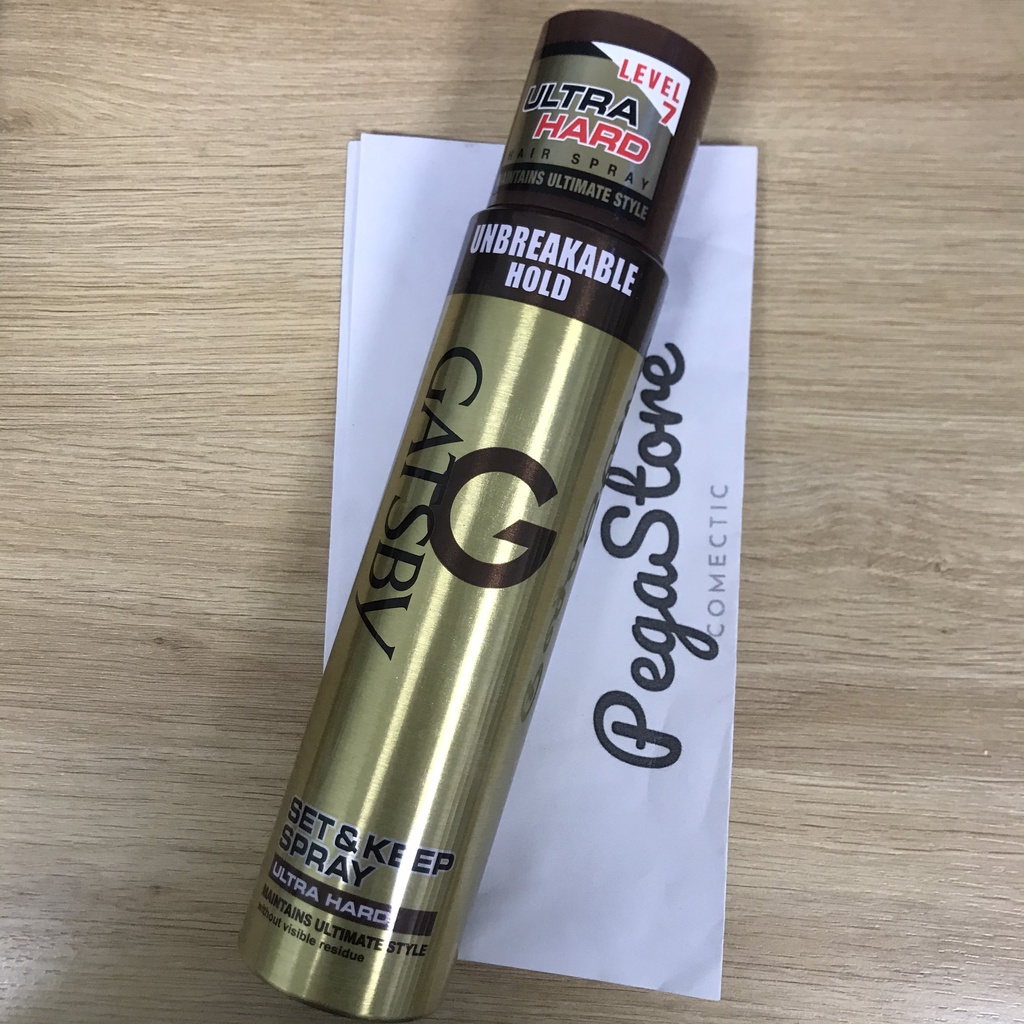 LEVEL
7
ULTRA
HARD
HAIR SPRAY
MAINTAINS ULTIMATE STYLE
UNBREAKABLE
HOLD
G
GATSBY
SET & KEEP
SPRAY
ULTRA HARD
MAINTAINS ULTIMATE STYLE
without visible residue
PegaStore
COMECTIC